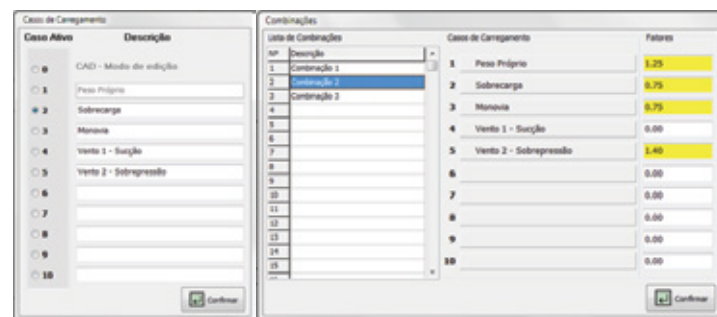 Casos de Carregamento
Caso Ativo Descrição
0 CAD - Modo de edição
1 Peso Próprio
2 Sobrecarga
3 Monovia
4 Vento 1 - Sucção
5 Vento 2 - Sobrepressão
6
7
8
9
10
Confirmar
Combinações
Lista de Combinações
Nº Descrição
1 Combinação 1
2 Combinação 2
3 Combinação 3
4
5
6
7
8
9
10
11
12
13
14
15
Casos de Carregamento Fatores
1 Peso Próprio 1.25
2 Sobrecarga 0.75
3 Monovia 0.75
4 Vento 1 - Sucção 0.00
5 Vento 2 - Sobrepressão 1.40
6 0.00
7 0.00
8 0.00
9 0.00
10 0.00
Confirmar